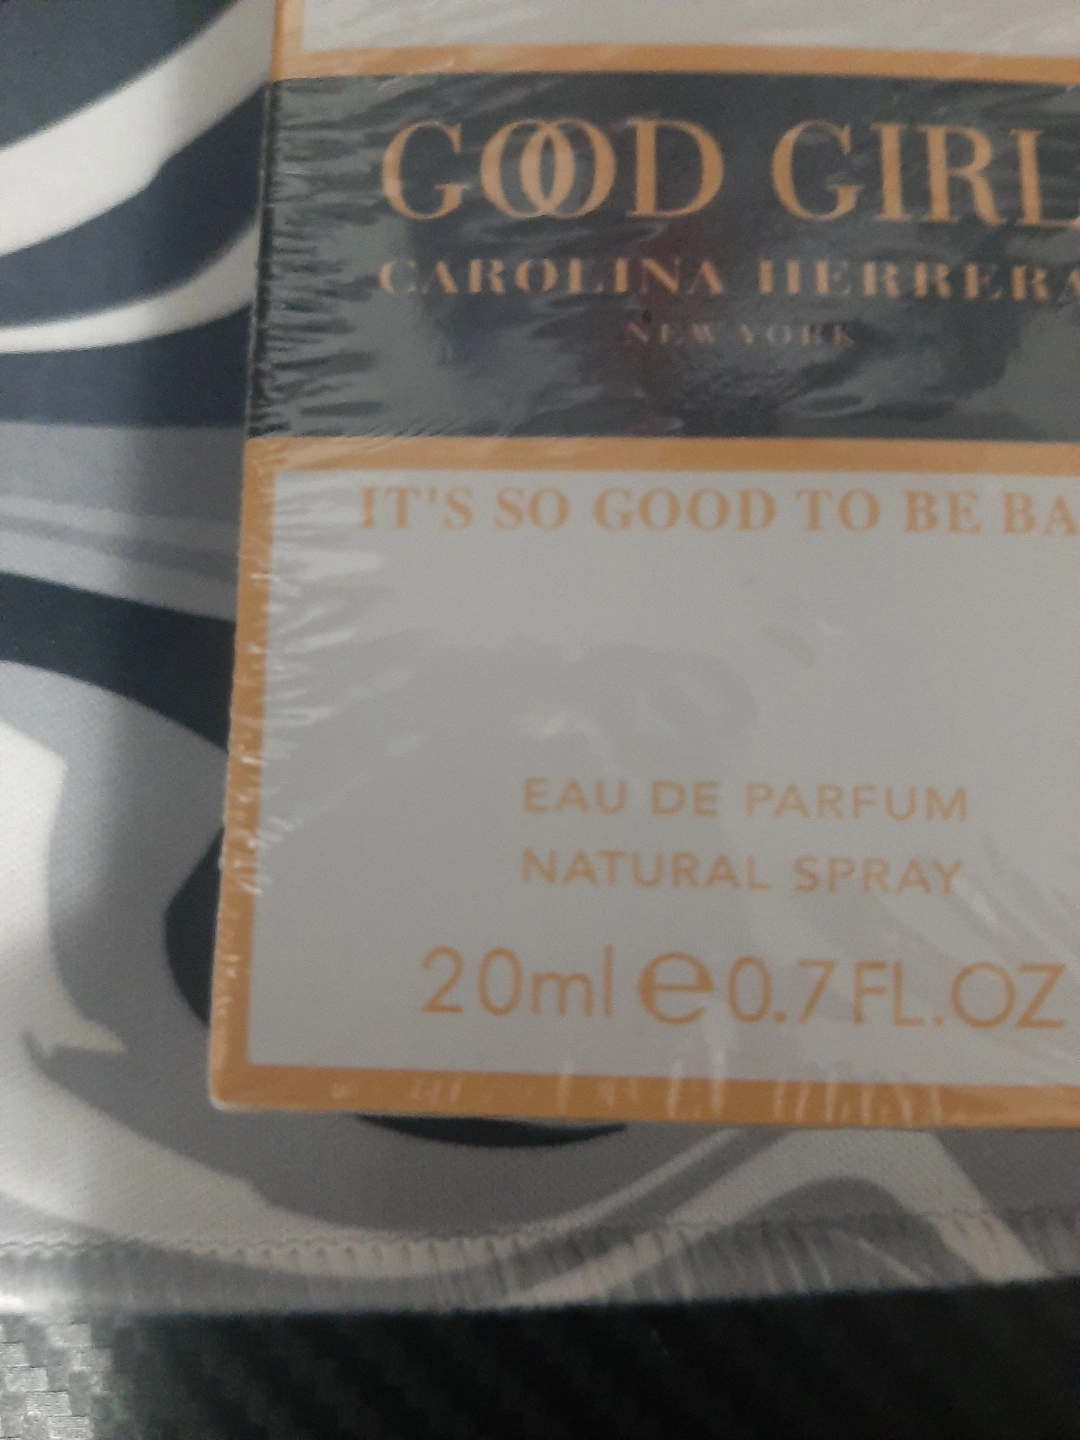 GOOD GIRL
CAROLINA HERRERA
NEW YORK
IT'S SO GOOD TO BE BA
EAU DE PARFUM
NATURAL SPRAY
20ml e 0.7 FL.OZ